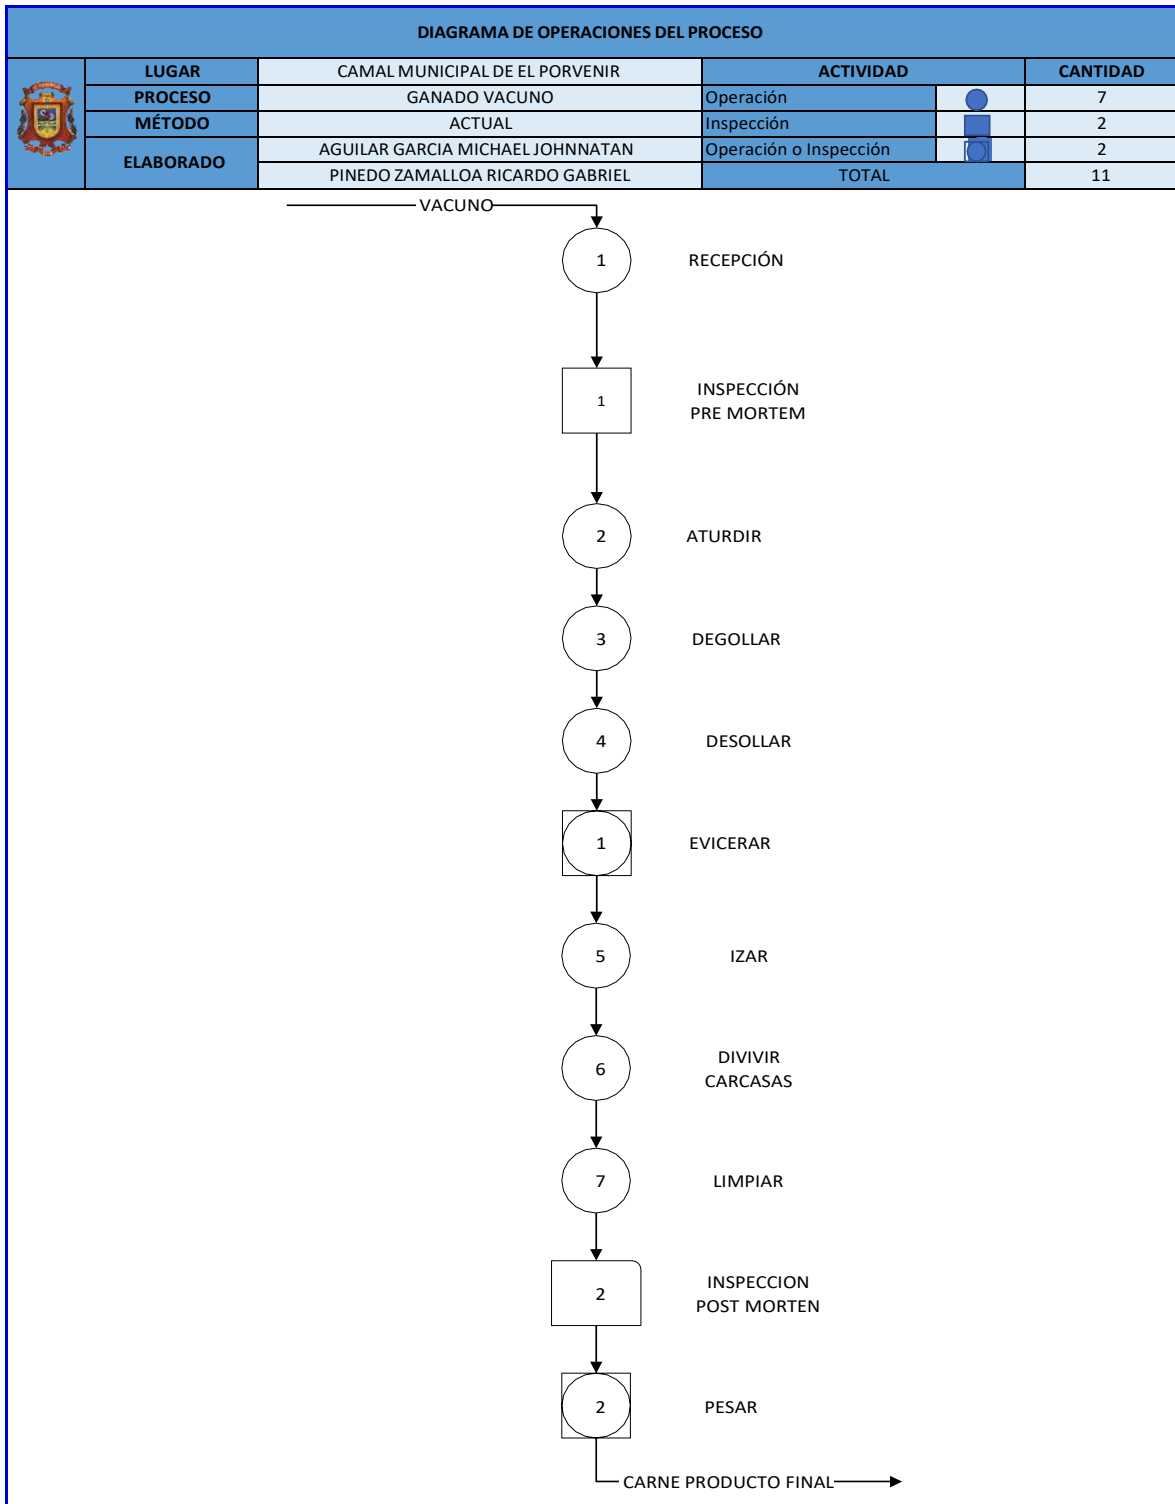 DIAGRAMA DE OPERACIONES DEL PROCESO
LUGAR CAMAL MUNICIPAL DE EL PORVENIR ACTIVIDAD CANTIDAD
PROCESO GANADO VACUNO Operación 7
MÉTODO ACTUAL Inspección 2
ELABORADO AGUILAR GARCIA MICHAEL JOHNNATAN Operación o Inspección 2
PINEDO ZAMALLOA RICARDO GABRIEL TOTAL 11
VACUNO
1 RECEPCIÓN
1 INSPECCIÓN
PRE MORTEM
2 ATURDIR
3 DEGOLLAR
4 DESOLLAR
1 EVICERAR
5 IZAR
6 DIVIVIR
CARCASAS
7 LIMPIAR
2 INSPECCION
POST MORTEN
2 PESAR
CARNE PRODUCTO FINAL